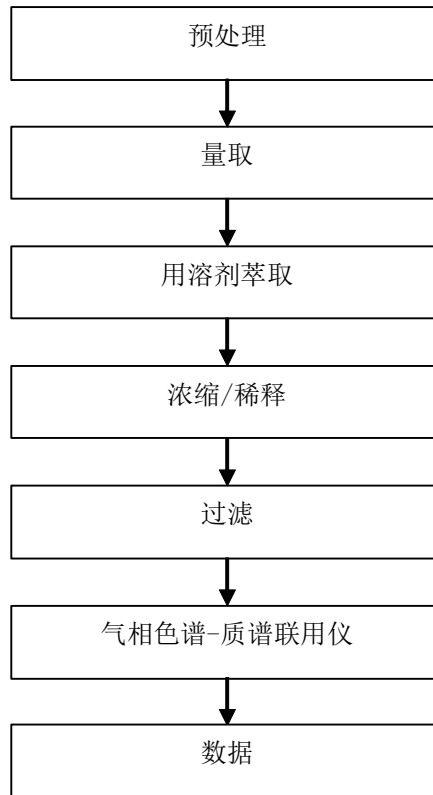 预处理
量取
用溶剂萃取
浓缩/稀释
过滤
气相色谱-质谱联用仪
数据